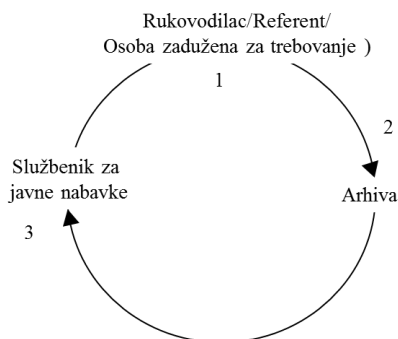 Rukovodilac/Referent/
Osoba zadužena za trebovanje )
1
2
Službenik za
javne nabavke
Arhiva
3